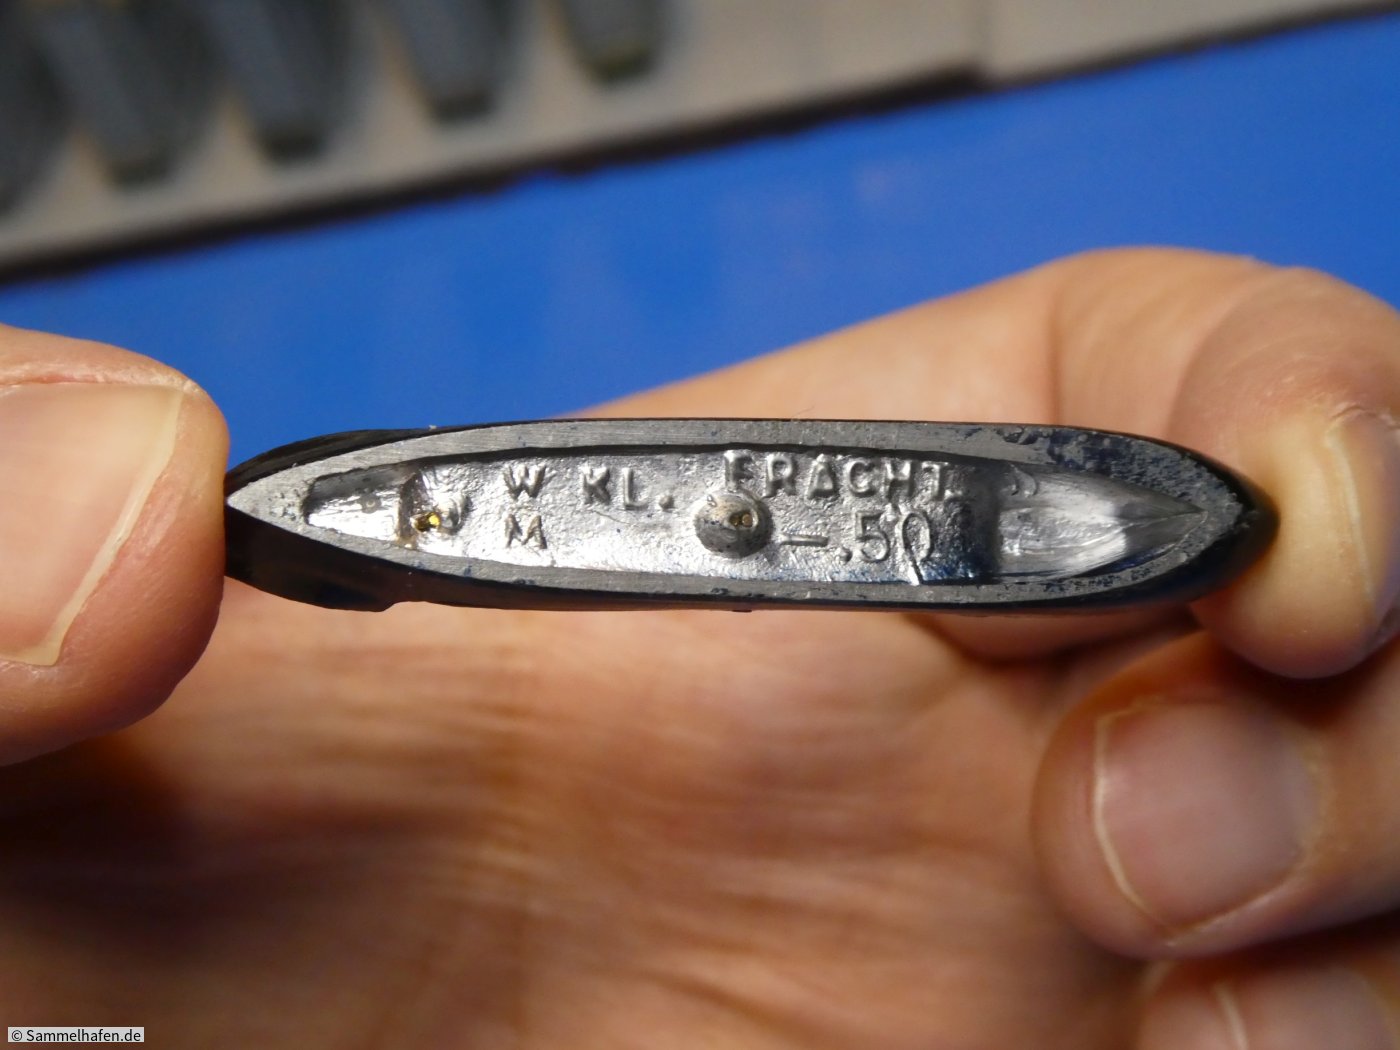 W KL. FRACHT.
M —.50
© Sammelhafen.de